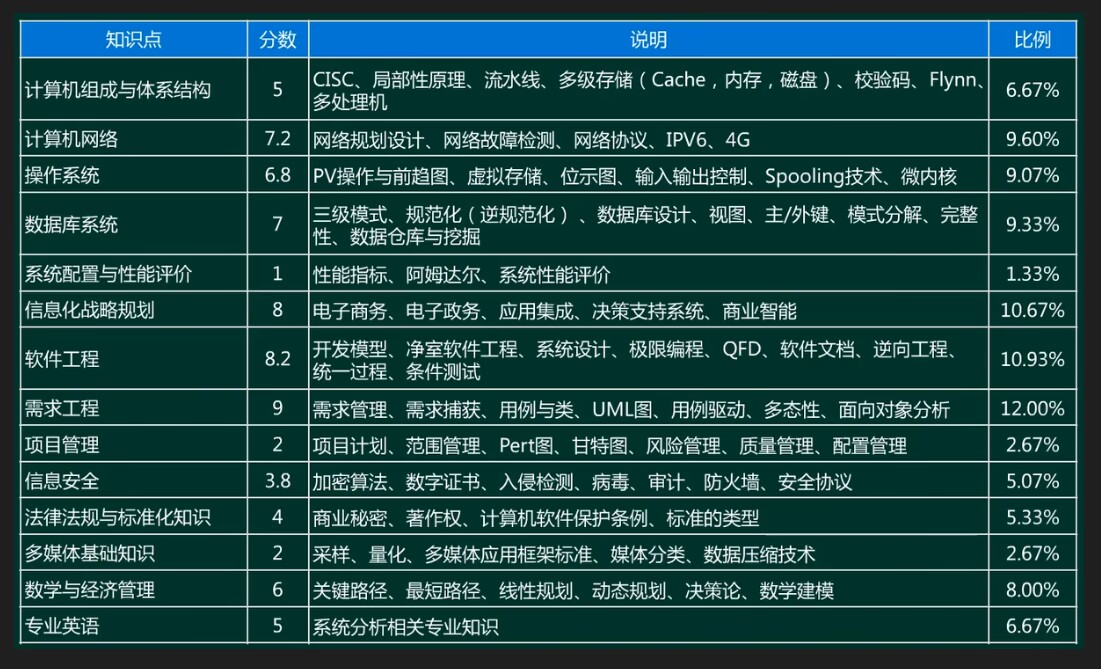 知识点 分数 说明 比例
计算机组成与体系结构 5 CISC、局部性原理、流水线、多级存储（Cache，内存，磁盘）、校验码、Flynn、 6.67%
多处理机
计算机网络 7.2 网络规划设计、网络故障检测、网络协议、IPV6、4G 9.60%
操作系统 6.8 PV操作与前趋图、虚拟存储、位示图、输入输出控制、Spooling技术、微内核 9.07%
数据库系统 7 三级模式、规范化（逆规范化）、数据库设计、视图、主/外键、模式分解、完整 9.33%
性、数据仓库与挖掘
系统配置与性能评价 1 性能指标、阿姆达尔、系统性能评价 1.33%
信息化战略规划 8 电子商务、电子政务、应用集成、决策支持系统、商业智能 10.67%
软件工程 8.2 开发模型、净室软件工程、系统设计、极限编程、QFD、软件文档、逆向工程、 10.93%
统一过程、条件测试
需求工程 9 需求管理、需求捕获、用例与类、UML图、用例驱动、多态性、面向对象分析 12.00%
项目管理 2 项目计划、范围管理、Pert图、甘特图、风险管理、质量管理、配置管理 2.67%
信息安全 3.8 加密算法、数字证书、入侵检测、病毒、审计、防火墙、安全协议 5.07%
法律法规与标准化知识 4 商业秘密、著作权、计算机软件保护条例、标准的类型 5.33%
多媒体基础知识 2 采样、量化、多媒体应用框架标准、媒体分类、数据压缩技术 2.67%
数学与经济管理 6 关键路径、最短路径、线性规划、动态规划、决策论、数学建模 8.00%
专业英语 5 系统分析相关专业知识 6.67%